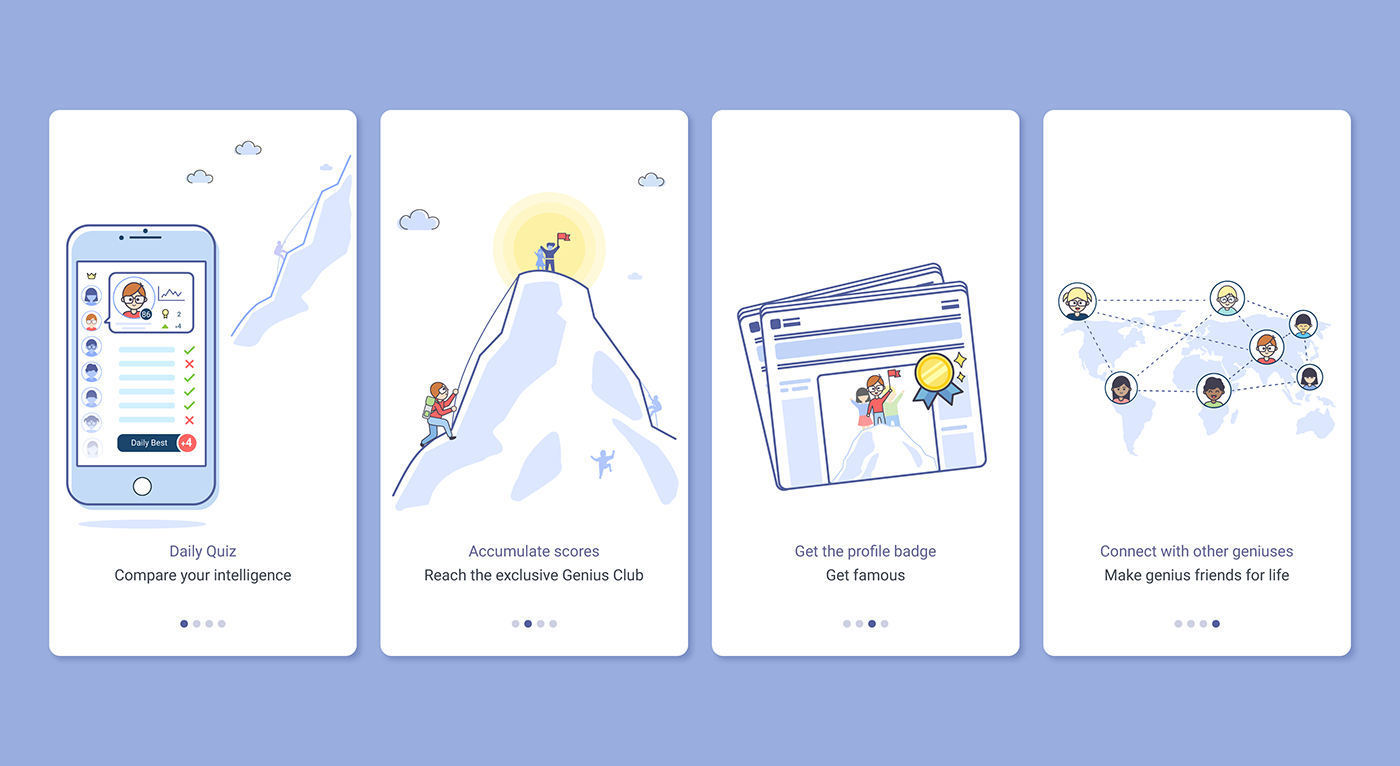 86
2
+4
Daily Best
+4
Daily Quiz
Compare your intelligence
Accumulate scores
Reach the exclusive Genius Club
Get the profile badge
Get famous
Connect with other geniuses
Make genius friends for life